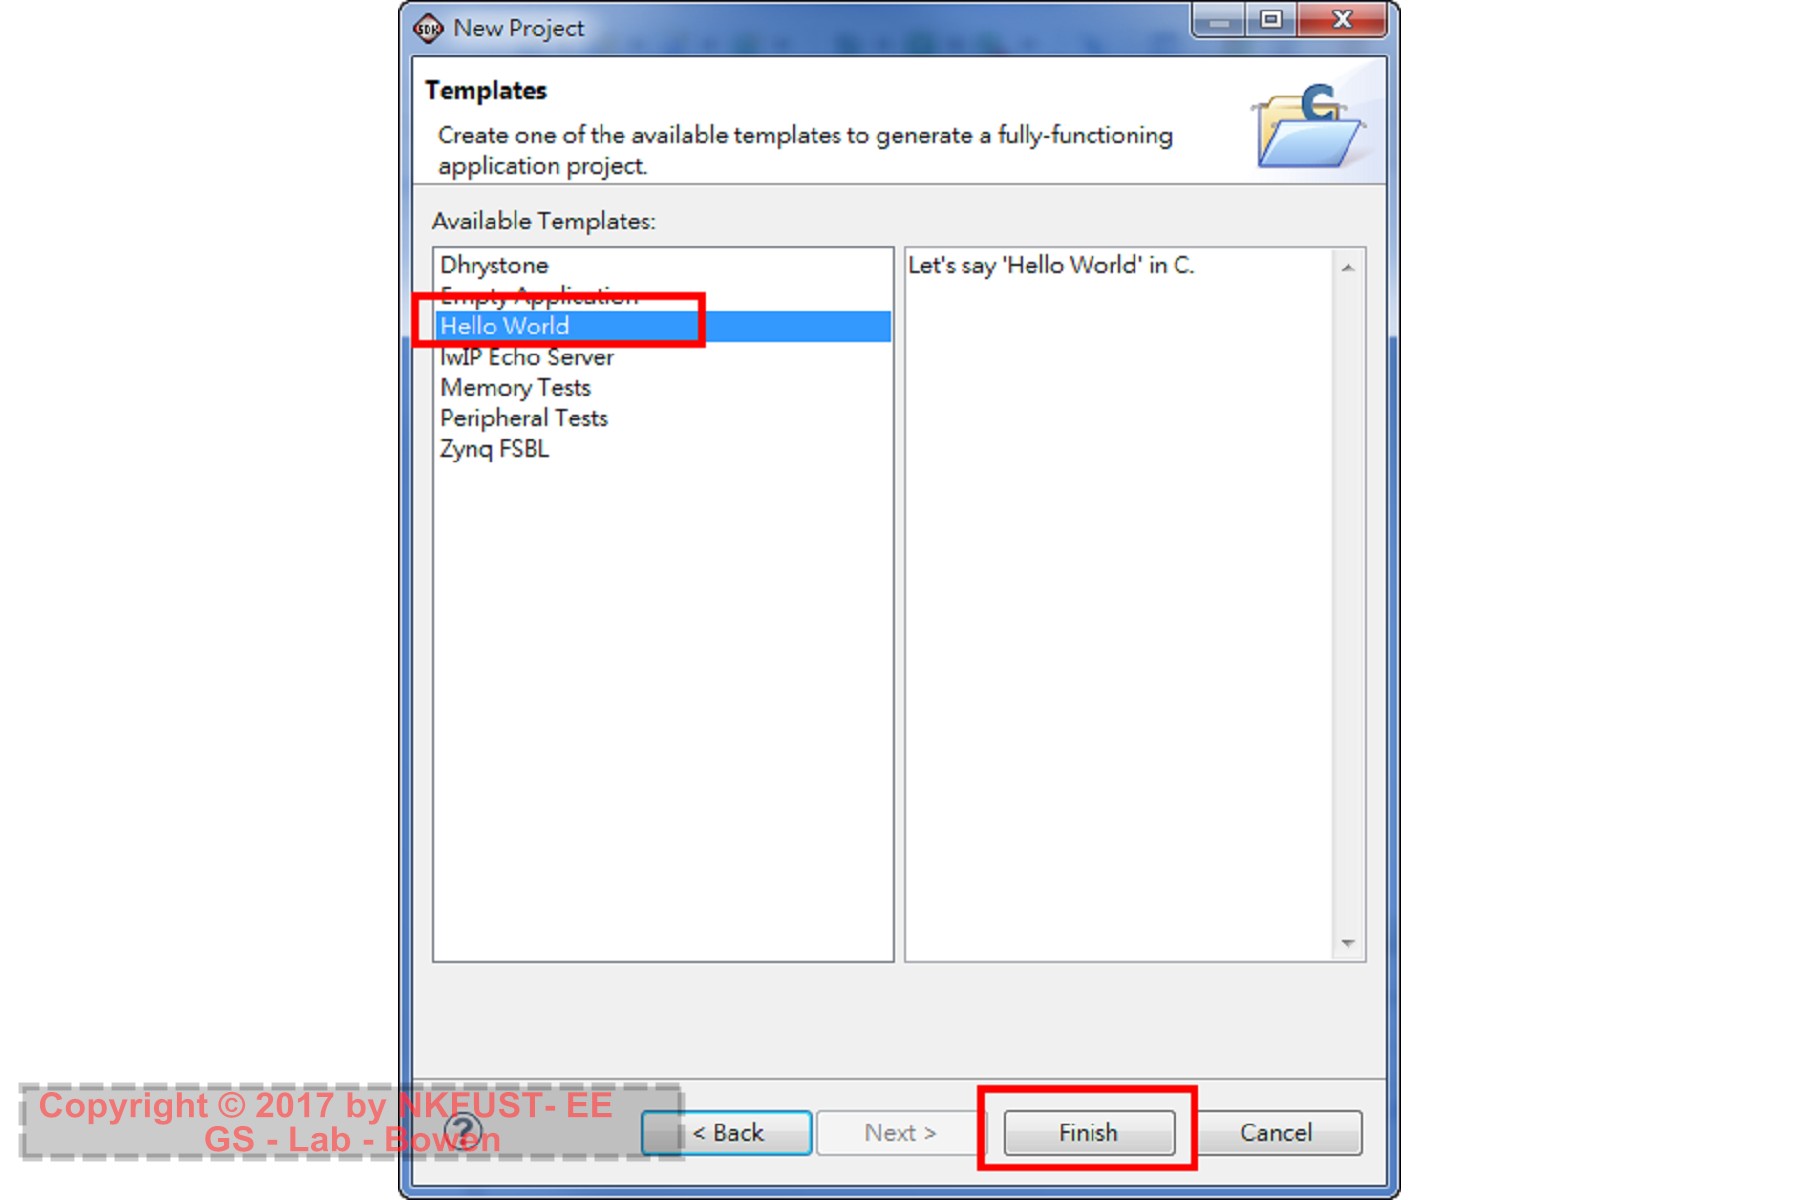 SDK New Project
Templates
Create one of the available templates to generate a fully-functioning
application project.
Available Templates:
Dhrystone
Empty Application
Hello World
lwIP Echo Server
Memory Tests
Peripheral Tests
Zynq FSBL
Let's say 'Hello World' in C.
< Back
Next >
Finish
Cancel
Copyright © 2017 by NKFUST- EE
GS - Lab - Bowen